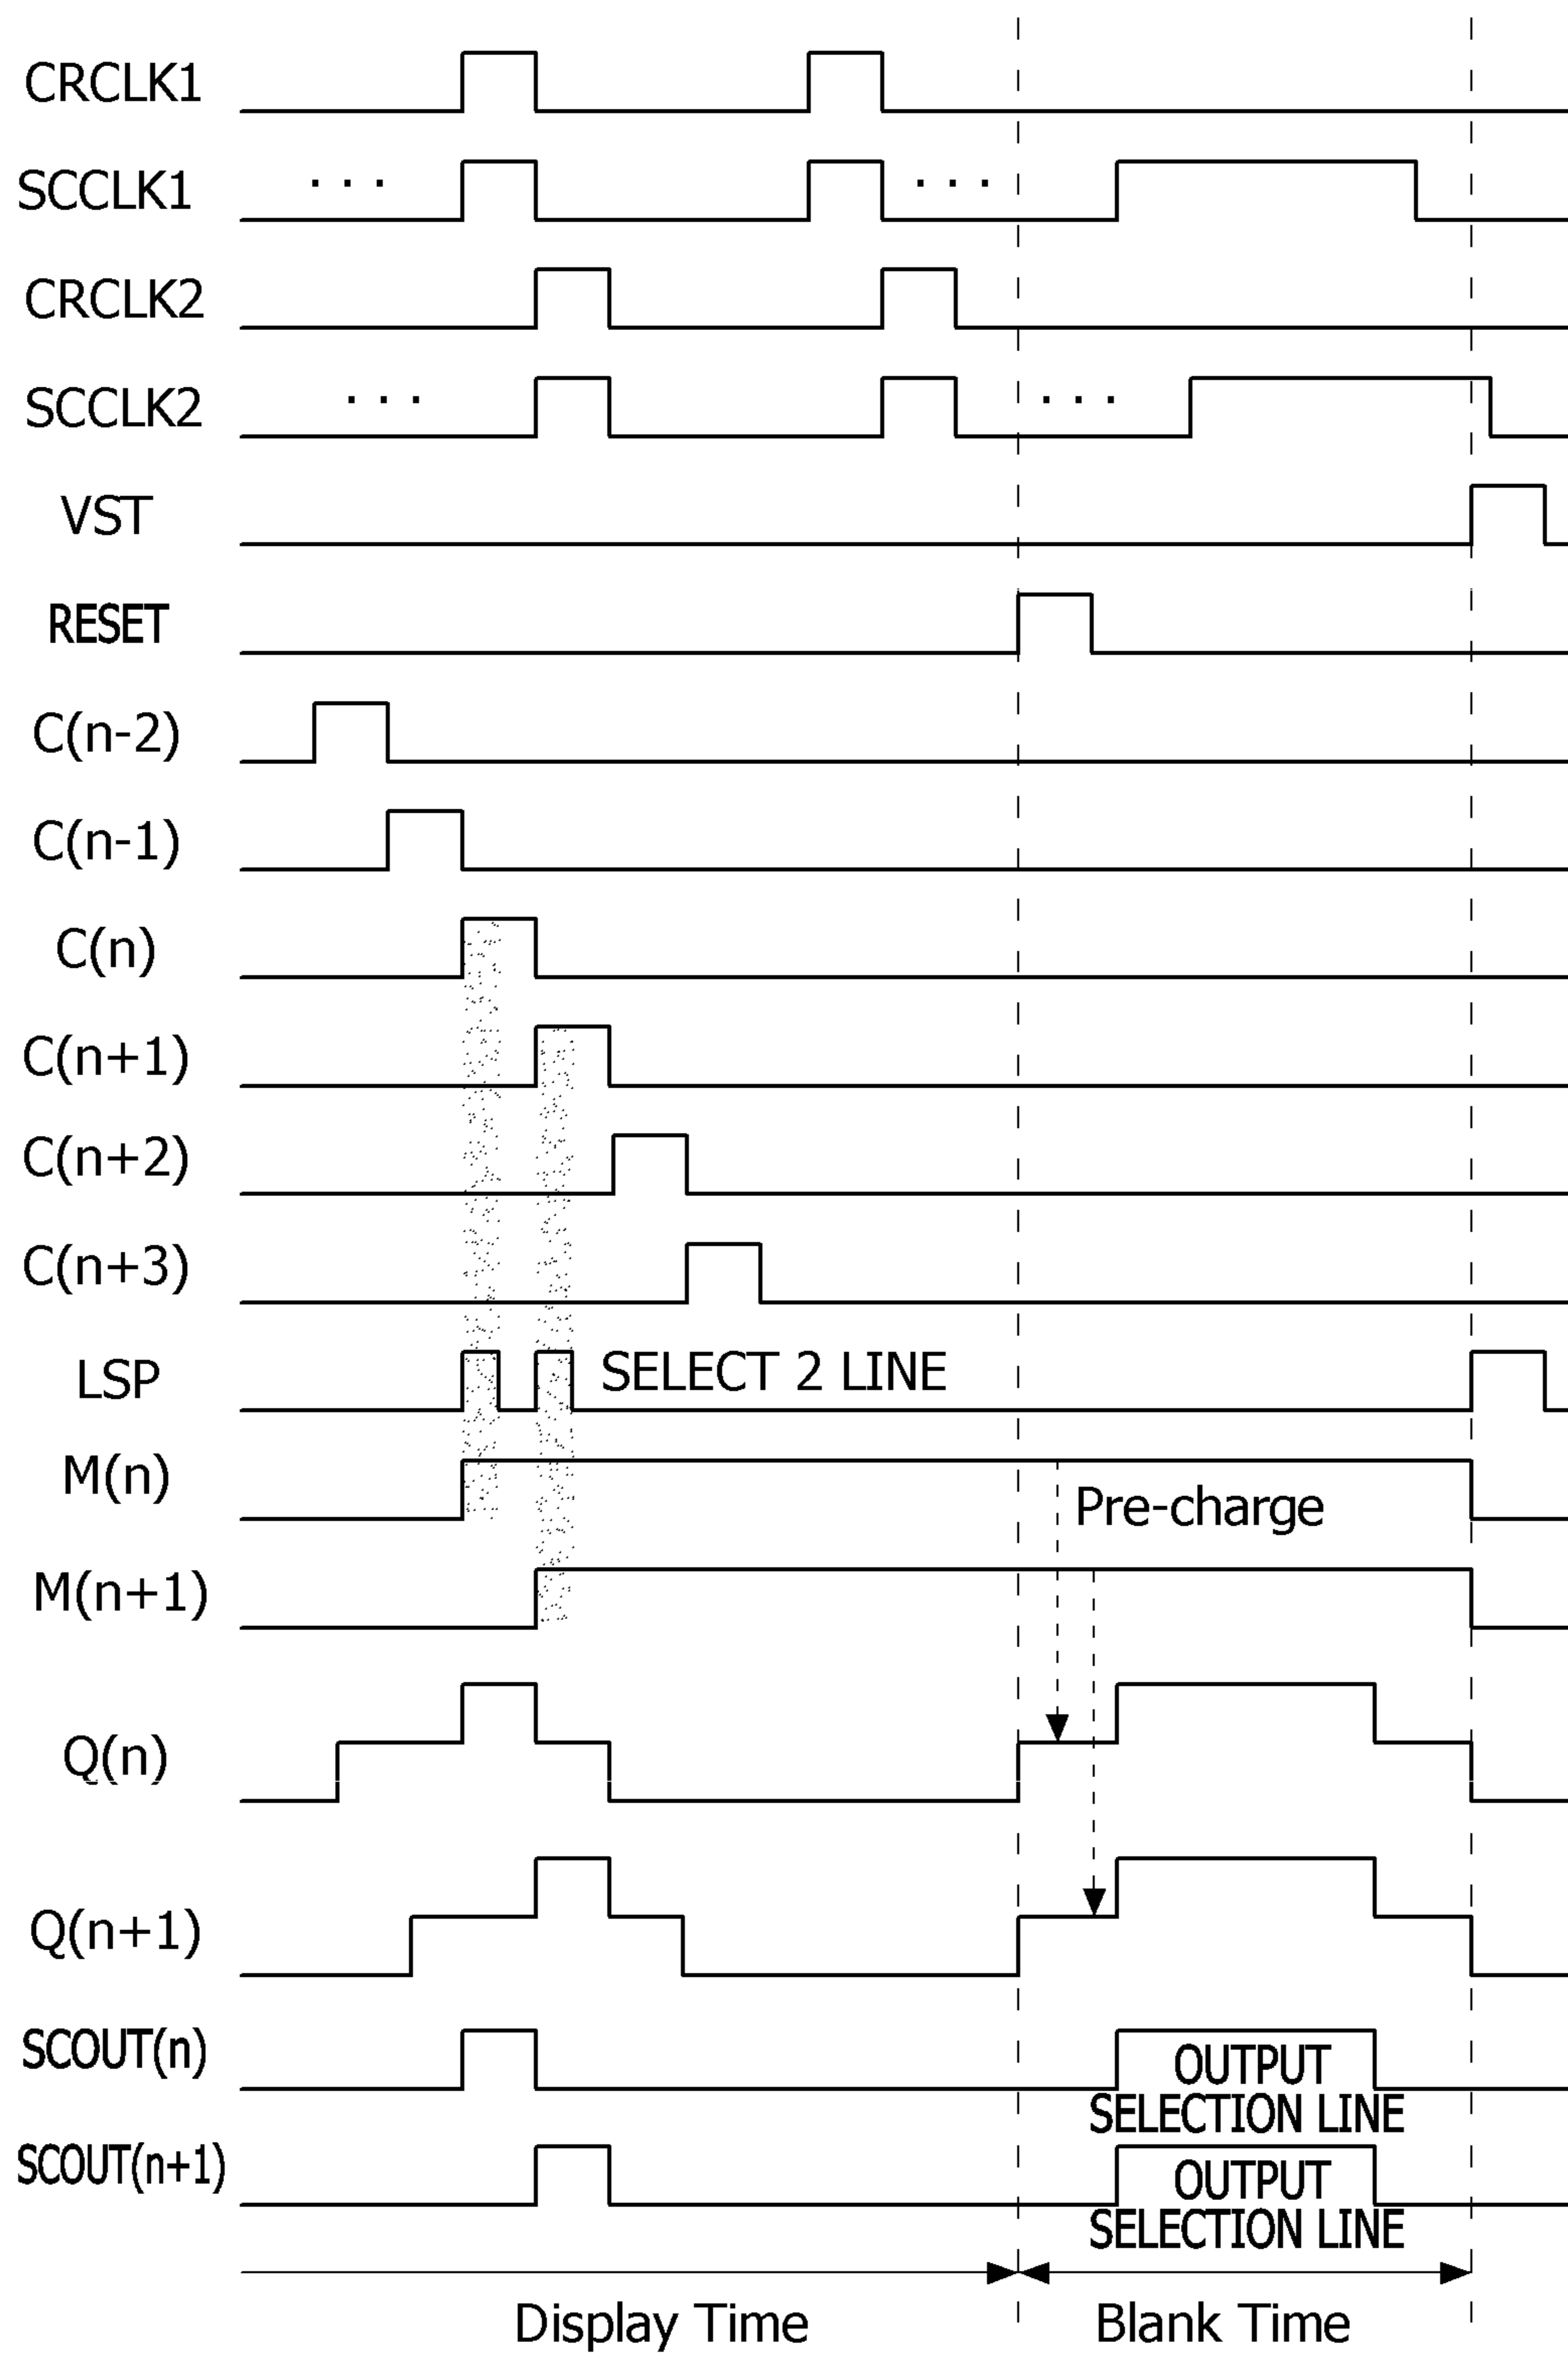 CRCLK1
SCCLK1
. . .
. . .
CRCLK2
SCCLK2
. . .
. . .
VST
RESET
C(n-2)
C(n-1)
C(n)
C(n+1)
C(n+2)
C(n+3)
LSP
SELECT 2 LINE
M(n)
Pre-charge
M(n+1)
Q(n)
Q(n+1)
SCOUT(n)
OUTPUT
SELECTION LINE
SCOUT(n+1)
OUTPUT
SELECTION LINE
Display Time
Blank Time